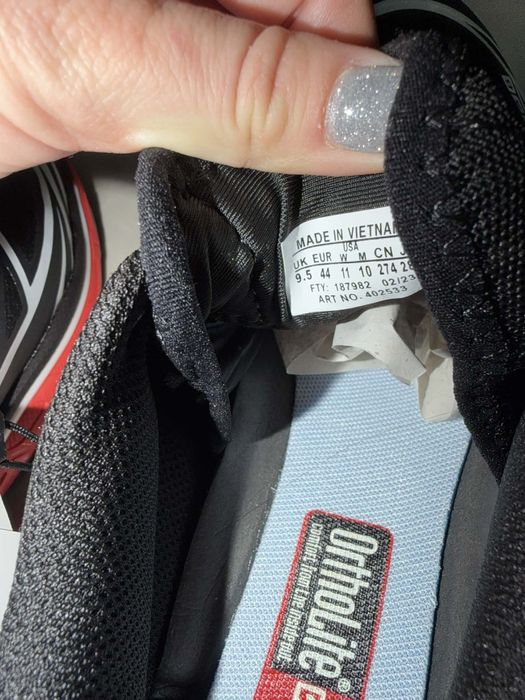 MADE IN VIETNA
USA
UK EUR W M CN
9.5 44 11 10 274
FTY: 187982 02/23
ART NO. 402533
OrthoLite®